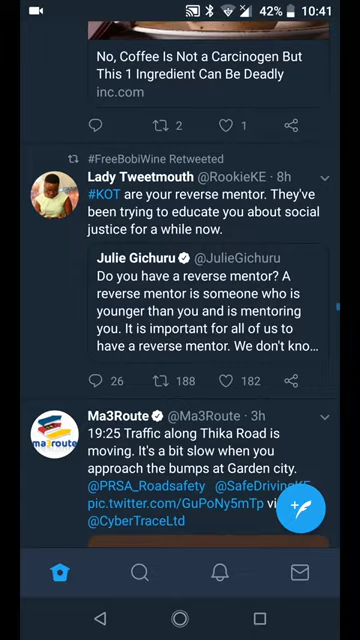 42% 10:41
No, Coffee Is Not a Carcinogen But
This 1 Ingredient Can Be Deadly
inc.com
2 1
#FreeBobiWine Retweeted
Lady Tweetmouth @RookieKE · 8h
#KOT are your reverse mentor. They've
been trying to educate you about social
justice for a while now.
Julie Gichuru @JulieGichuru
Do you have a reverse mentor? A
reverse mentor is someone who is
younger than you and is mentoring
you. It is important for all of us to
have a reverse mentor. We don't kno...
26 188 182
Ma3Route @Ma3Route · 3h
ma3route
19:25 Traffic along Thika Road is
moving. It's a bit slow when you
approach the bumps at Garden city.
@PRSA_Roadsafety @SafeDrivingKE
pic.twitter.com/GuPoNy5mTp vi
@CyberTraceLtd